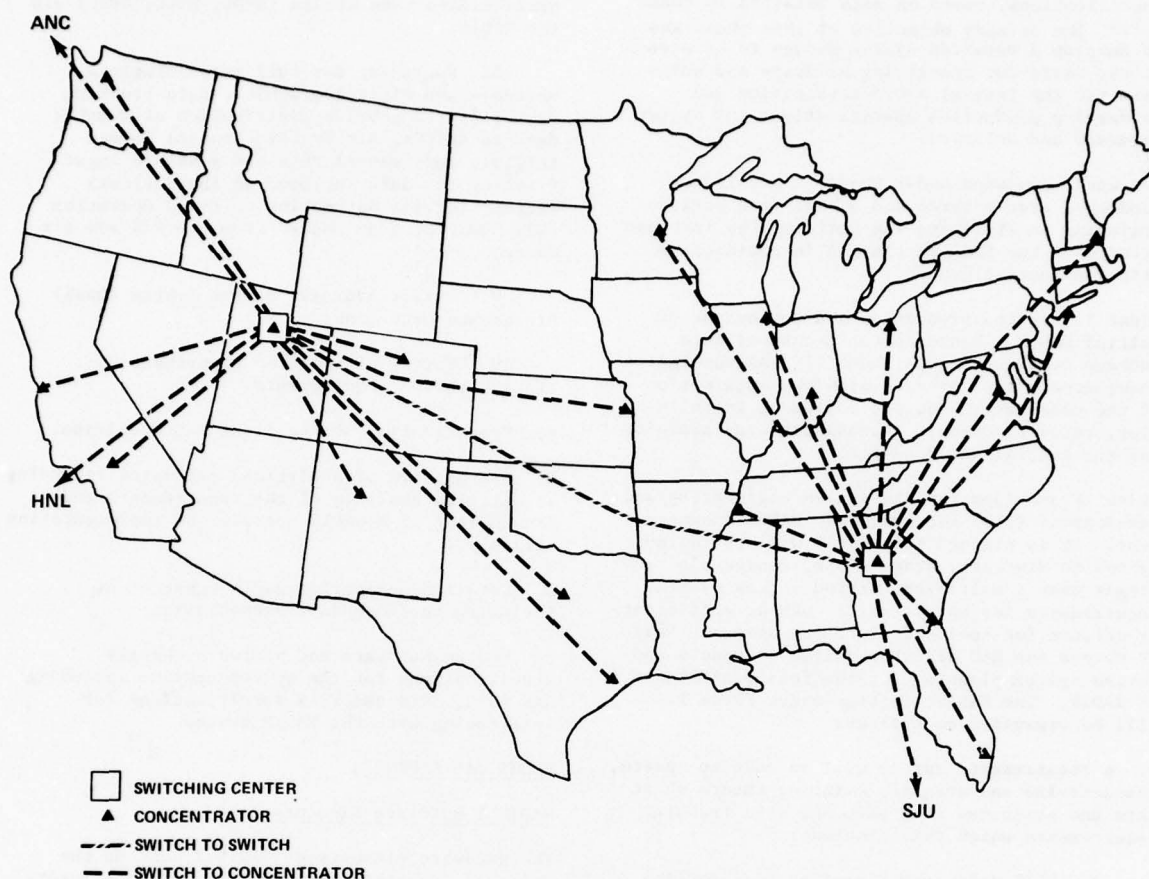 ANC
HNL
SJU
SWITCHING CENTER
CONCENTRATOR
SWITCH TO SWITCH
SWITCH TO CONCENTRATOR